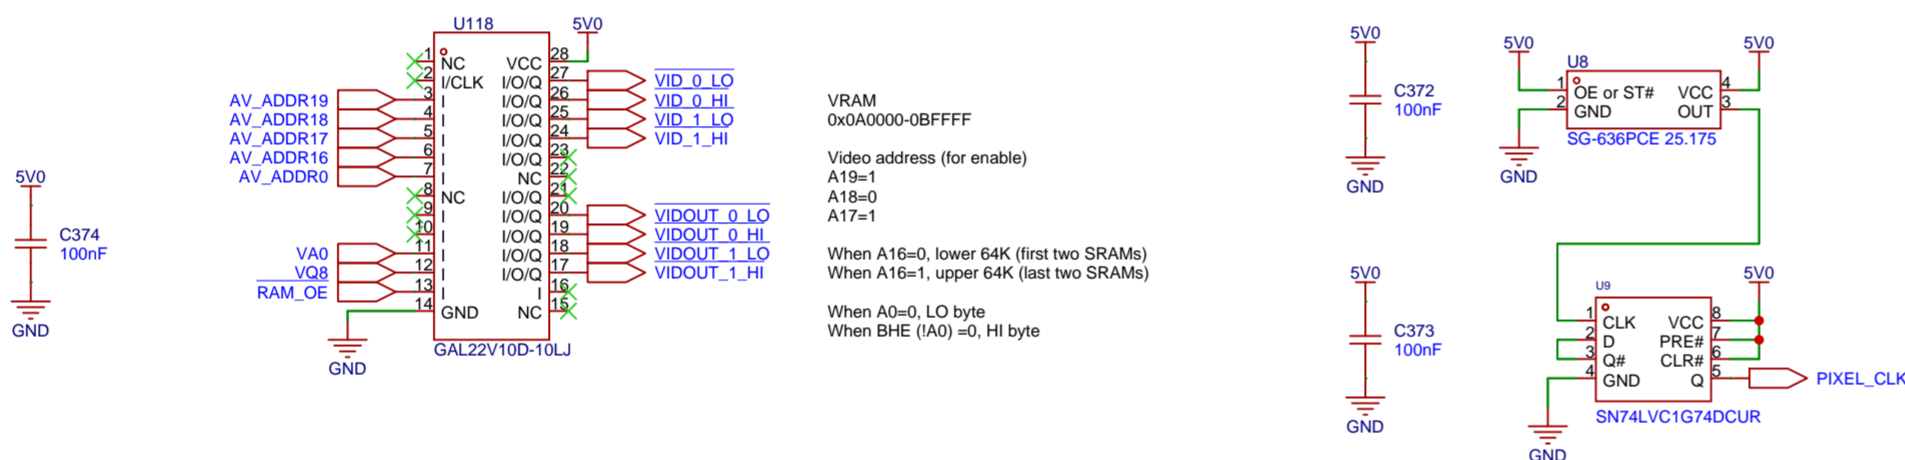 5V0
C374
100nF
GND
U118
5V0
1
NC
VCC
28
2
I/CLK
I/O/Q
27
VID_0_LO
AV_ADDR19
3
I
I/O/Q
26
VID_0_HI
AV_ADDR18
4
I
I/O/Q
25
VID_1_LO
AV_ADDR17
5
I
I/O/Q
24
VID_1_HI
AV_ADDR16
6
I
I/O/Q
23
AV_ADDR0
7
I
NC
22
8
NC
I/O/Q
21
9
I
I/O/Q
20
VIDOUT_0_LO
10
I
I/O/Q
19
VIDOUT_0_HI
VA0
11
I
I/O/Q
18
VIDOUT_1_LO
VQ8
12
I
I/O/Q
17
VIDOUT_1_HI
RAM_OE
13
I
I
16
14
GND
NC
15
GND
GAL22V10D-10LJ
VRAM
0x0A0000-0BFFFF
Video address (for enable)
A19=1
A18=0
A17=1
When A16=0, lower 64K (first two SRAMs)
When A16=1, upper 64K (last two SRAMs)
When A0=0, LO byte
When BHE (!A0) =0, HI byte
5V0
C372
100nF
GND
5V0
C373
100nF
GND
5V0
U8
5V0
1
OE or ST#
VCC
4
2
GND
OUT
3
SG-636PCE 25.175
GND
U9
5V0
1
CLK
VCC
8
2
D
PRE#
7
3
Q#
CLR#
6
4
GND
Q
5
PIXEL_CLK
SN74LVC1G74DCUR
GND